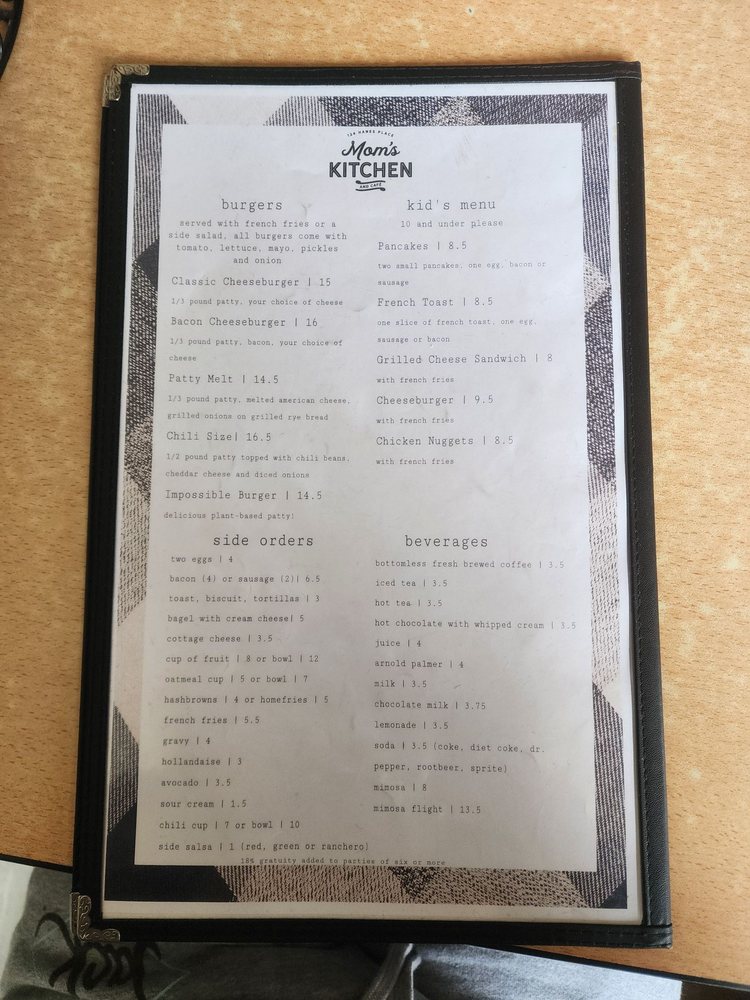 124 HANES PLACE
Mom's
KITCHEN
AND CAFÉ
burgers
served with french fries or a
side salad, all burgers come with
tomato, lettuce, mayo, pickles
and onion
Classic Cheeseburger | 15
1/3 pound patty, your choice of cheese
Bacon Cheeseburger | 16
1/3 pound patty, bacon, your choice of
cheese
Patty Melt | 14.5
1/3 pound patty, melted american cheese,
grilled onions on grilled rye bread
Chili Size| 16.5
1/2 pound patty topped with chili beans,
cheddar cheese and diced onions
Impossible Burger | 14.5
delicious plant-based patty!
kid's menu
10 and under please
Pancakes | 8.5
two small pancakes, one egg, bacon or
sausage
French Toast | 8.5
one slice of french toast, one egg,
sausage or bacon
Grilled Cheese Sandwich | 8
with french fries
Cheeseburger | 9.5
with french fries
Chicken Nuggets | 8.5
with french fries
side orders
two eggs | 4
bacon (4) or sausage (2)| 6.5
toast, biscuit, tortillas | 3
bagel with cream cheese| 5
cottage cheese | 3.5
cup of fruit | 8 or bowl | 12
oatmeal cup | 5 or bowl | 7
hashbrowns | 4 or homefries | 5
french fries | 5.5
gravy | 4
hollandaise | 3
avocado | 3.5
sour cream | 1.5
chili cup | 7 or bowl | 10
side salsa | 1 (red, green or ranchero)
beverages
bottomless fresh brewed coffee | 3.5
iced tea | 3.5
hot tea | 3.5
hot chocolate with whipped cream | 3.5
juice | 4
arnold palmer | 4
milk | 3.5
chocolate milk | 3.75
lemonade | 3.5
soda | 3.5 (coke, diet coke, dr.
pepper, rootbeer, sprite)
mimosa | 8
mimosa flight | 13.5
18% gratuity added to parties of six or more